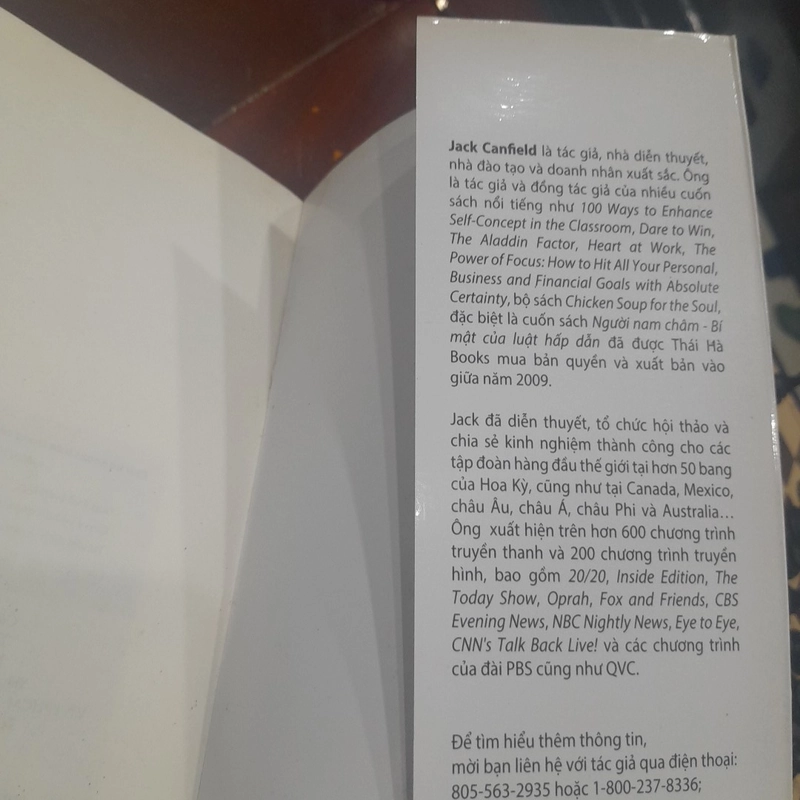 Jack Canfield là tác giả, nhà diễn thuyết,
nhà đào tạo và doanh nhân xuất sắc. Ông
là tác giả và đồng tác giả của nhiều cuốn
sách nổi tiếng như 100 Ways to Enhance
Self-Concept in the Classroom, Dare to Win,
The Aladdin Factor, Heart at Work, The
Power of Focus: How to Hit All Your Personal,
Business and Financial Goals with Absolute
Certainty, bộ sách Chicken Soup for the Soul,
đặc biệt là cuốn sách Người nam châm - Bí
mật của luật hấp dẫn đã được Thái Hà
Books mua bản quyền và xuất bản vào
giữa năm 2009.
Jack đã diễn thuyết, tổ chức hội thảo và
chia sẻ kinh nghiệm thành công cho các
tập đoàn hàng đầu thế giới tại hơn 50 bang
của Hoa Kỳ, cũng như tại Canada, Mexico,
châu Âu, châu Á, châu Phi và Australia...
Ông xuất hiện trên hơn 600 chương trình
truyền thanh và 200 chương trình truyền
hình, bao gồm 20/20, Inside Edition, The
Today Show, Oprah, Fox and Friends, CBS
Evening News, NBC Nightly News, Eye to Eye,
CNN's Talk Back Live! và các chương trình
của đài PBS cũng như QVC.
Để tìm hiểu thêm thông tin,
mời bạn liên hệ với tác giả qua điện thoại:
805-563-2935 hoặc 1-800-237-8336;